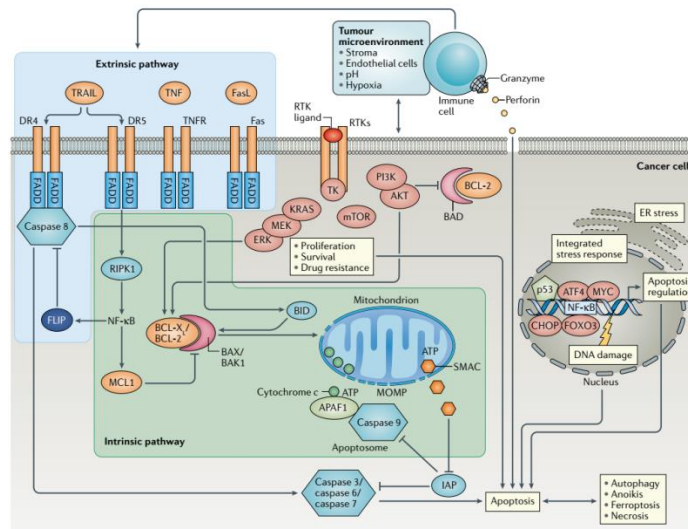 Extrinsic pathway
TRAIL
TNF
FasL
DR4
DR5
TNFR
Fas
FADD
FADD
FADD
FADD
FADD
FADD
FADD
FADD
Tumour
microenvironment
• Stroma
• Endothelial cells
• pH
• Hypoxia
Immune
cell
Granzyme
Perforin
RTK
ligand
RTKs
TK
Cancer cell
Caspase 8
RIPK1
FLIP
NF-κB
MCL1
KRAS
MEK
ERK
mTOR
PI3K
AKT
BCL-2
BAD
• Proliferation
• Survival
• Drug resistance
BID
BCL-XL/
BCL-2
BAX/
BAK1
Mitochondrion
ATP
SMAC
MOMP
Cytochrome c
ATP
APAF1
Caspase 9
Apoptosome
Intrinsic pathway
IAP
Caspase 3/
caspase 6/
caspase 7
Apoptosis
• Autophagy
• Anoikis
• Ferroptosis
• Necrosis
ER stress
Integrated
stress response
p53
ATF4
MYC
NF-κB
CHOP
FOXO3
DNA damage
Nucleus